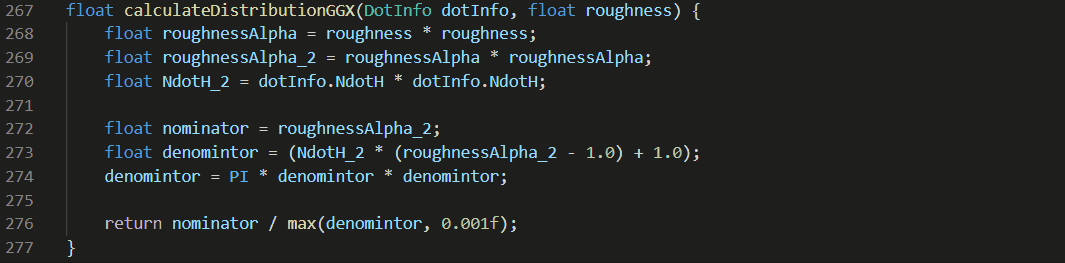 267 float calculateDistributionGGX(DotInfo dotInfo, float roughness) {
268     float roughnessAlpha = roughness * roughness;
269     float roughnessAlpha_2 = roughnessAlpha * roughnessAlpha;
270     float NdotH_2 = dotInfo.NdotH * dotInfo.NdotH;
271
272     float nominator = roughnessAlpha_2;
273     float denomintor = (NdotH_2 * (roughnessAlpha_2 - 1.0) + 1.0);
274     denomintor = PI * denomintor * denomintor;
275
276     return nominator / max(denomintor, 0.001f);
277 }